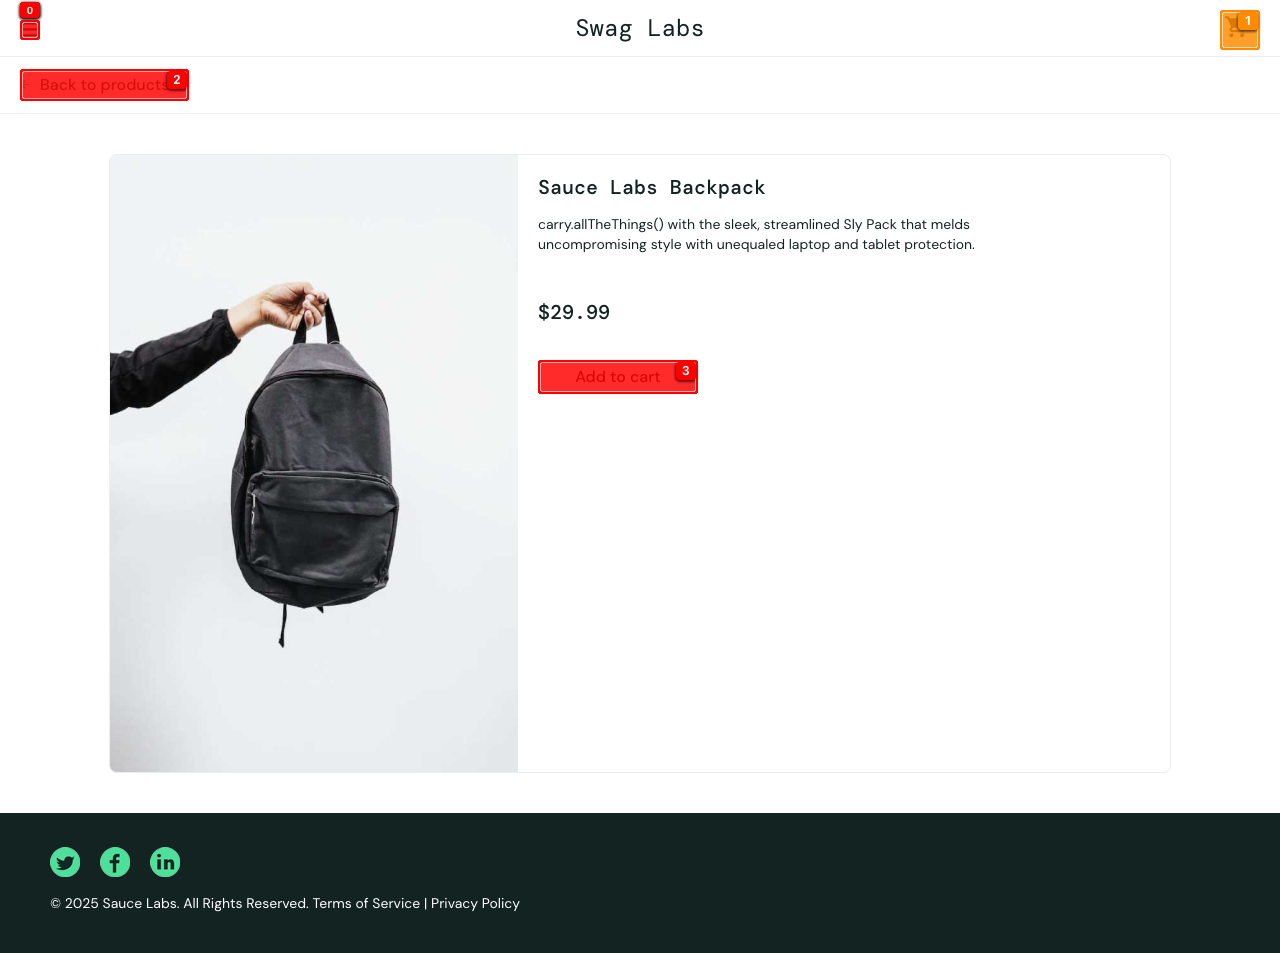 0
Swag Labs
1
Back to products
2
Sauce Labs Backpack
carry.allTheThings() with the sleek, streamlined Sly Pack that melds
uncompromising style with unequaled laptop and tablet protection.
$29.99
Add to cart
3
© 2025 Sauce Labs. All Rights Reserved. Terms of Service | Privacy Policy